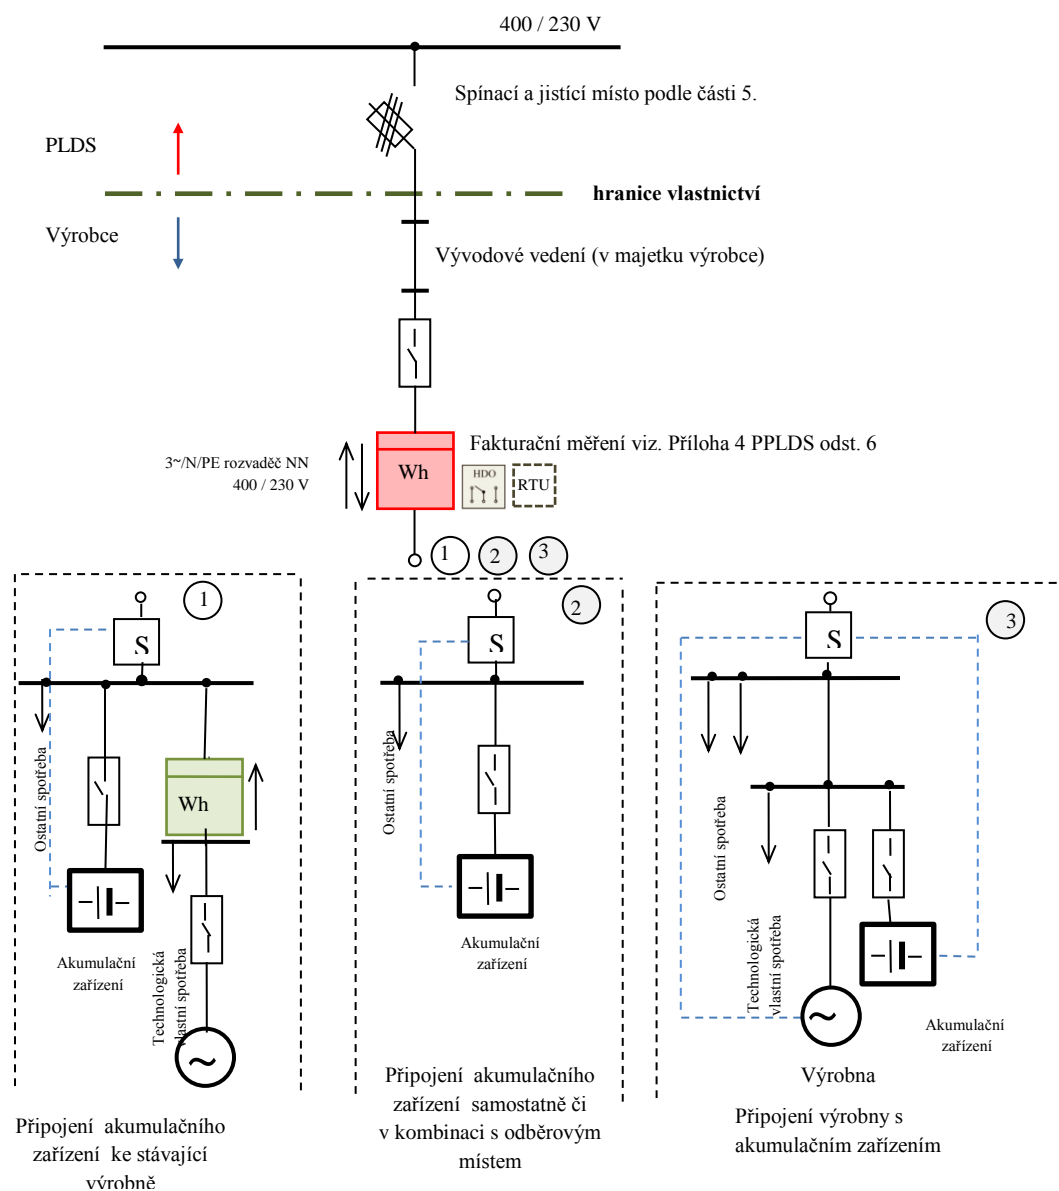 400 / 230 V
Spínací a jistící místo podle části 5.
PLDS
hranice vlastnictví
Výrobce
Vývodové vedení (v majetku výrobce)
Fakturační měření viz. Příloha 4 PPLDS odst. 6
3~/N/PE rozvaděč NN
400 / 230 V
Wh
HDO
RTU
1
2
3
1
S
Ostatní spotřeba
Wh
Akumulační
zařízení
Technologická
vlastní spotřeba
~
Připojení akumulačního
zařízení ke stávající
výrobně
2
S
Ostatní spotřeba
Akumulační
zařízení
Připojení akumulačního
zařízení samostatně či
v kombinaci s odběrovým
místem
3
S
Ostatní spotřeba
Technologická
vlastní spotřeba
~
Akumulační
zařízení
Výrobna
Připojení výrobny s
akumulačním zařízením